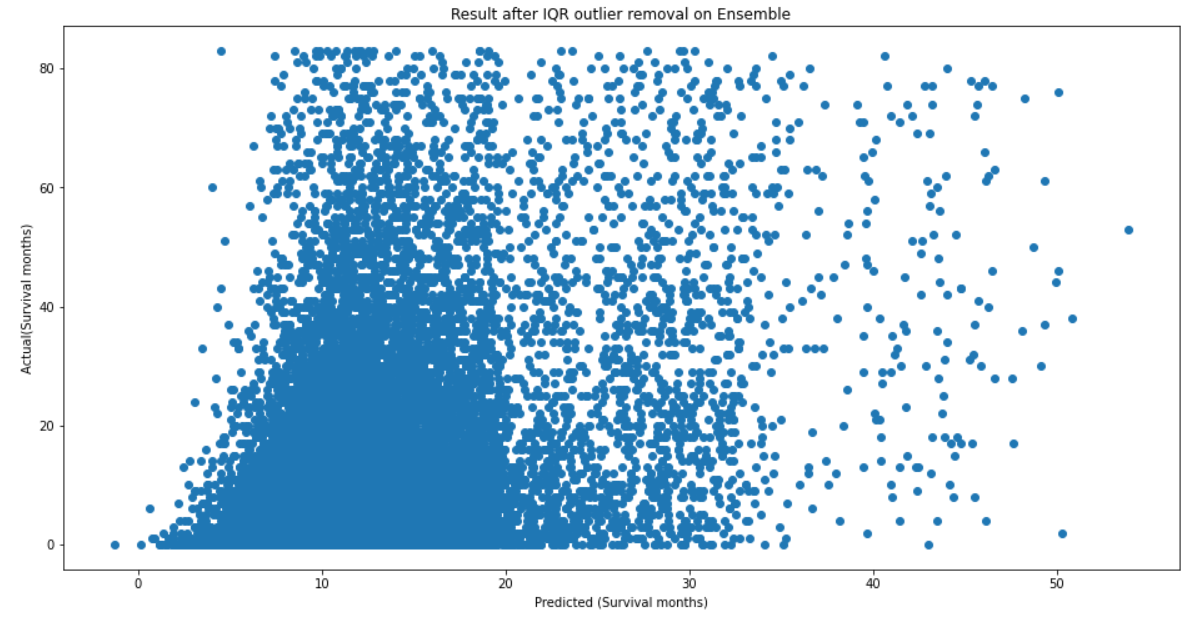 Result after IQR outlier removal on Ensemble
80
60
40
20
0
Actual(Survival months)
0 10 20 30 40 50
Predicted (Survival months)